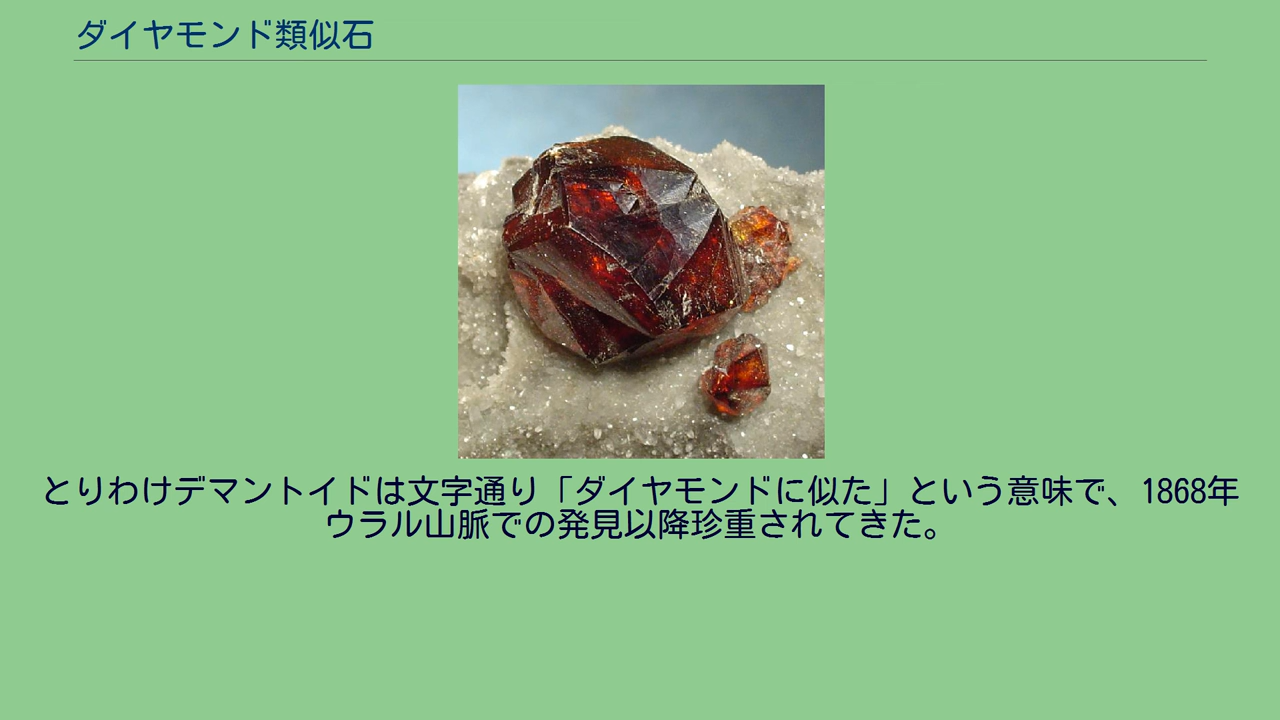 ダイヤモンド類似石
とりわけデマントイドは文字通り「ダイヤモンドに似た」という意味で、1868年
ウラル山脈での発見以降珍重されてきた。